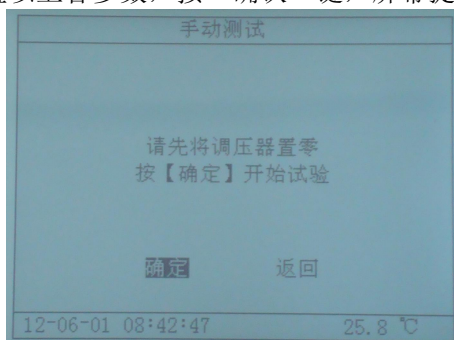 手动测试
请先将调压器置零
按【确定】开始试验
确定 返回
12-06-01 08:42:47 25.8 ℃